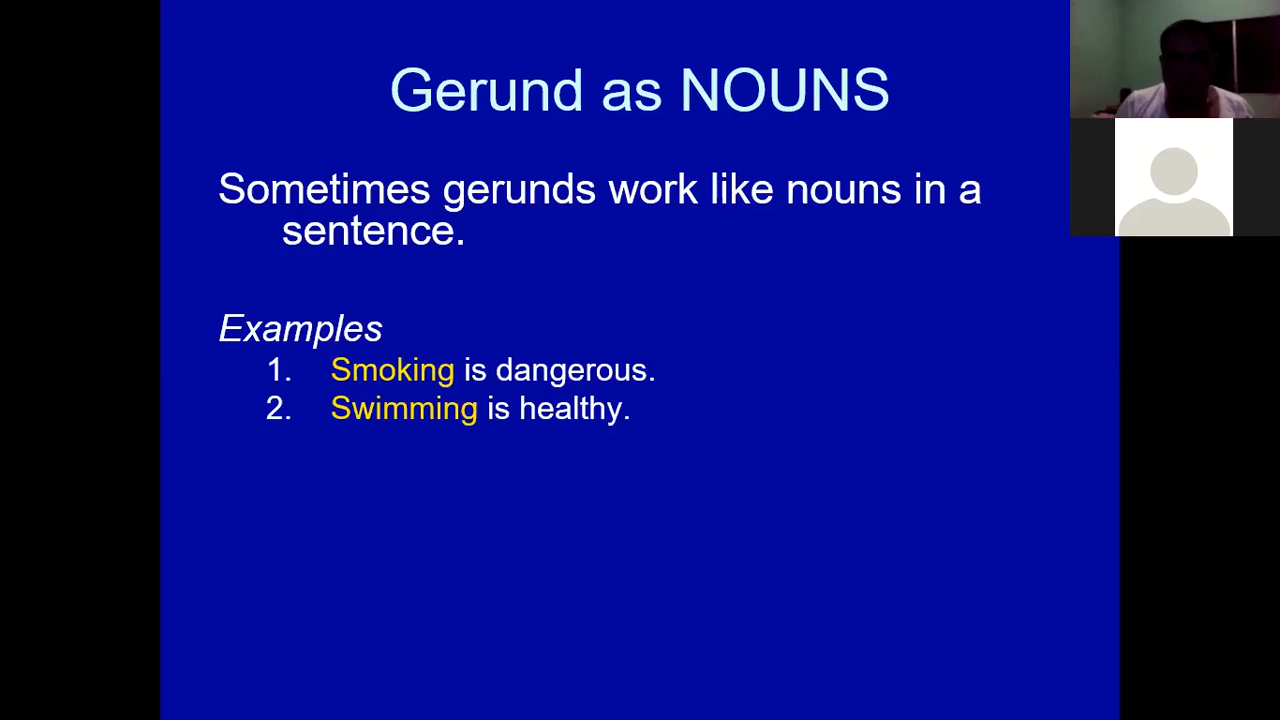 Gerund as NOUNS
Sometimes gerunds work like nouns in a
sentence.
Examples
1. Smoking is dangerous.
2. Swimming is healthy.